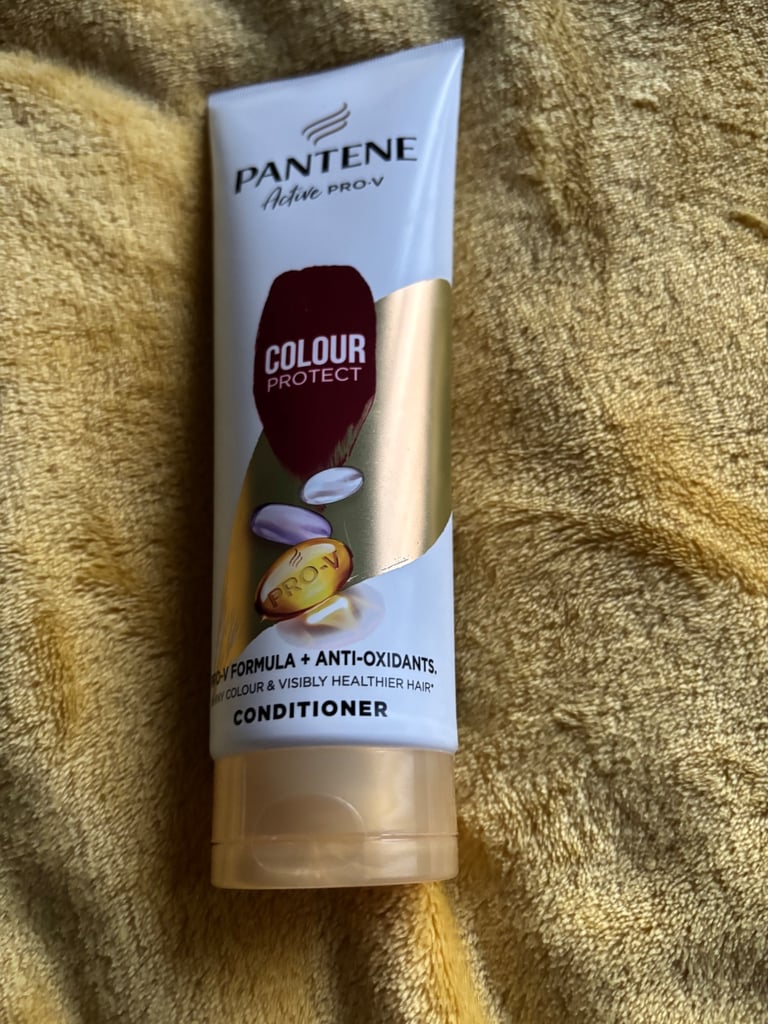 PANTENE
Active PRO-V
COLOUR
PROTECT
PRO-V
FORMULA + ANTI-OXIDANTS.
COLOUR & VISIBLY HEALTHIER HAIR*
CONDITIONER